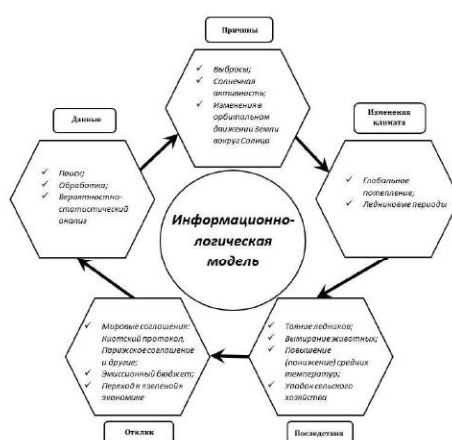 Причины
✓ Выбросы;
✓ Солнечная
активность;
✓ Изменения в
орбитальном
движении Земли
вокруг Солнца
Изменения
климата
✓ Глобальное
потепление;
✓ Ледниковые периоды
Данные
✓ Поиск;
✓ Обработка;
✓ Вероятностно-
статистический
анализ
Информационно-
логическая
модель
✓ Мировые соглашения:
Киотский протокол,
Парижское соглашение
и другие;
✓ Эмиссионный бюджет;
✓ Переход к «зеленой»
экономике
Отклик
✓ Таяние ледников;
✓ Вымирание животных;
✓ Повышение
(понижение) средних
температур;
✓ Упадок сельского
хозяйства
Последствия